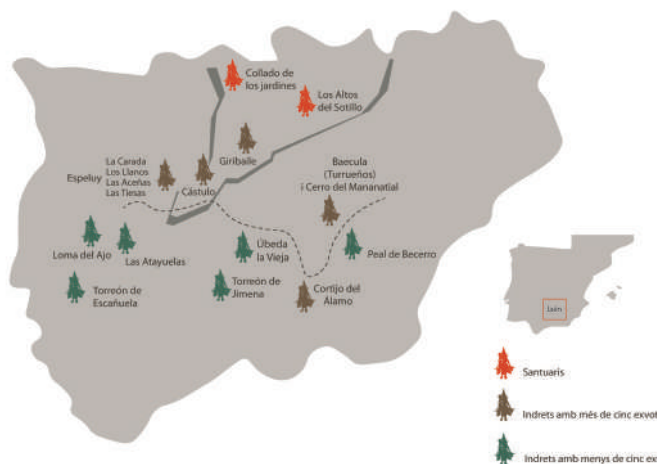 Collado de
los jardines
Los Altos
del Sotillo
Giribaile
La Carada
Los Llanos
Las Aceñas
Las Tiesas
Espeluy
Cástulo
Baecula
(Turrueños)
i Cerro del Mananatial
Loma del Ajo
Las Atayuelas
Úbeda
la Vieja
Peal de Becerro
Torreón de
Escañuela
Torreón de
Jimena
Cortijo del
Álamo
Jaén
Santuaris
Indrets amb més de cinc exvot
Indrets amb menys de cinc ex